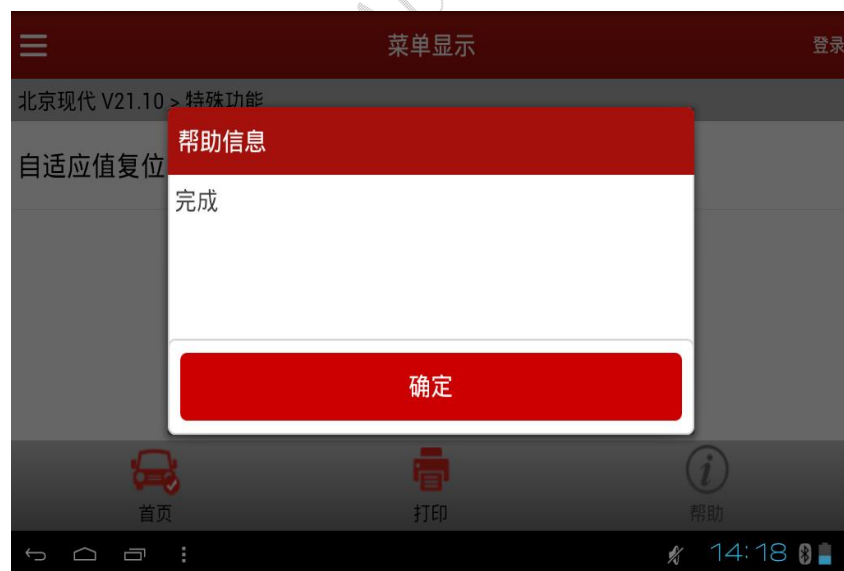 菜单显示
登录
北京现代 V21.10 > 特殊功能
自适应值复位
帮助信息
完成
确定
首页
打印
帮助
14:18